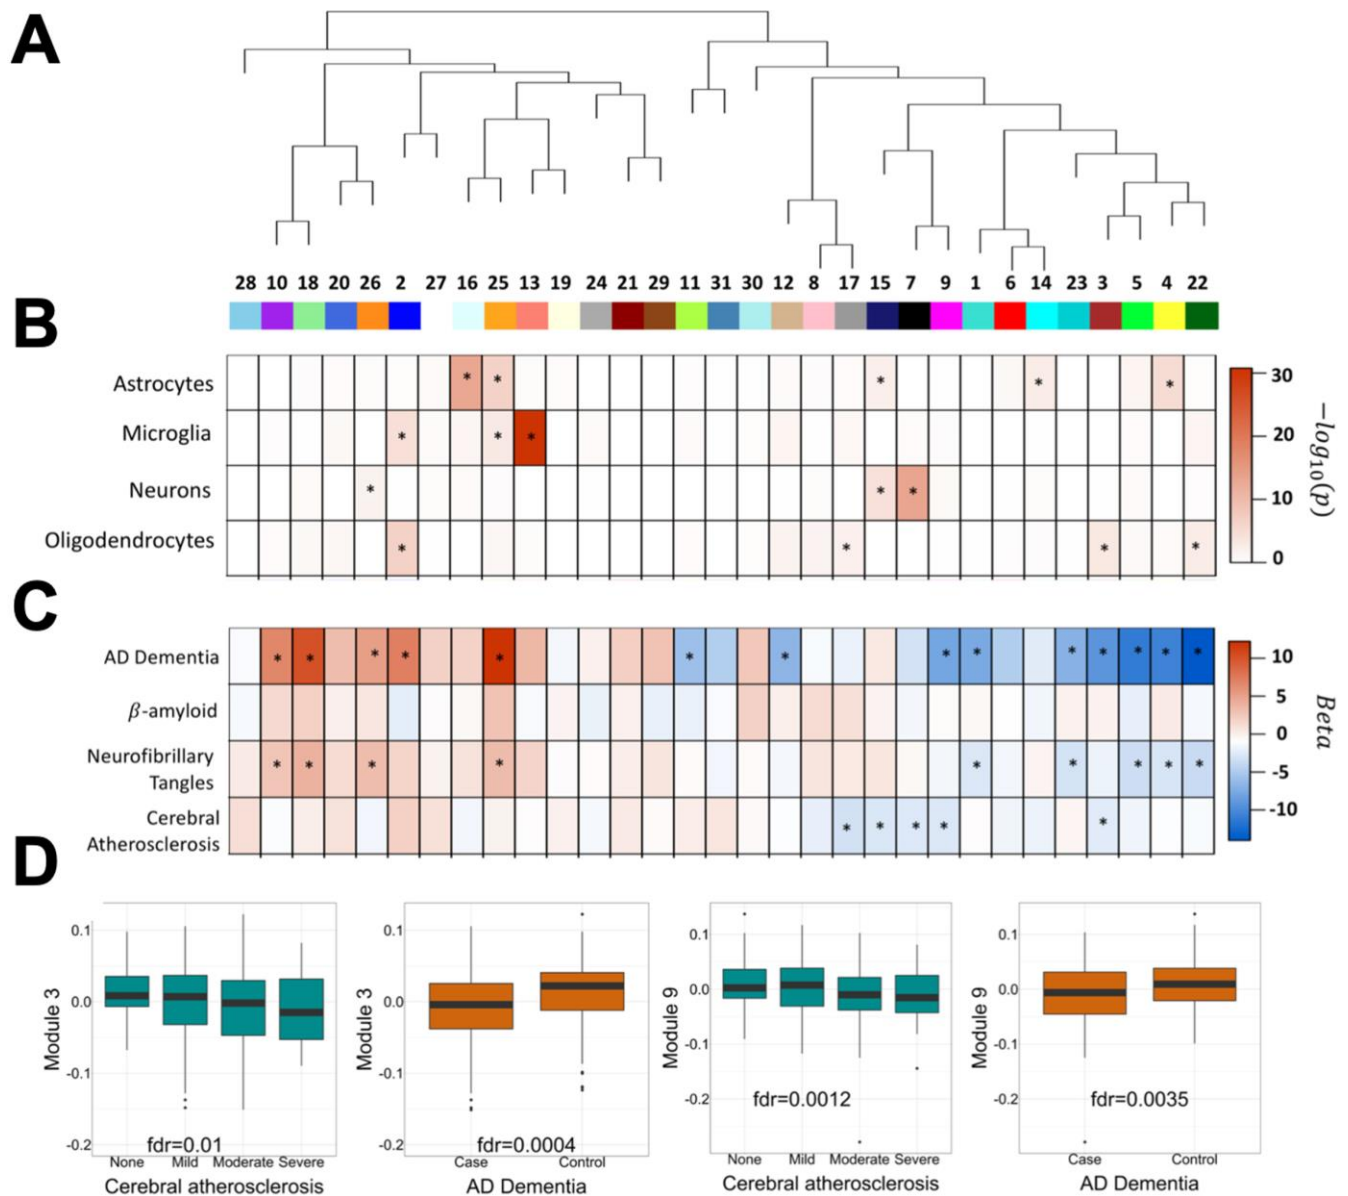 A
28 10 18 20 26 2 27 16 25 13 19 24 21 29 11 31 30 12 8 17 15 7 9 1 6 14 23 3 5 4 22
B
Astrocytes
* * * * *
Microglia
* * *
Neurons
* * *
Oligodendrocytes
* * * *
30
20
10
0
−log10(p)
C
AD Dementia
* * * * * * * * * * * * * *
β-amyloid
Neurofibrillary
Tangles
* * * * * * * * *
Cerebral
Atherosclerosis
* * * * *
10
5
0
-5
-10
Beta
D
Module 3
0.1
0.0
-0.1
-0.2
fdr=0.01
None Mild Moderate Severe
Cerebral atherosclerosis
Module 3
0.1
0.0
-0.1
-0.2
fdr=0.0004
Case Control
AD Dementia
Module 9
0.1
0.0
-0.1
-0.2
fdr=0.0012
None Mild Moderate Severe
Cerebral atherosclerosis
Module 9
0.1
0.0
-0.1
-0.2
fdr=0.0035
Case Control
AD Dementia